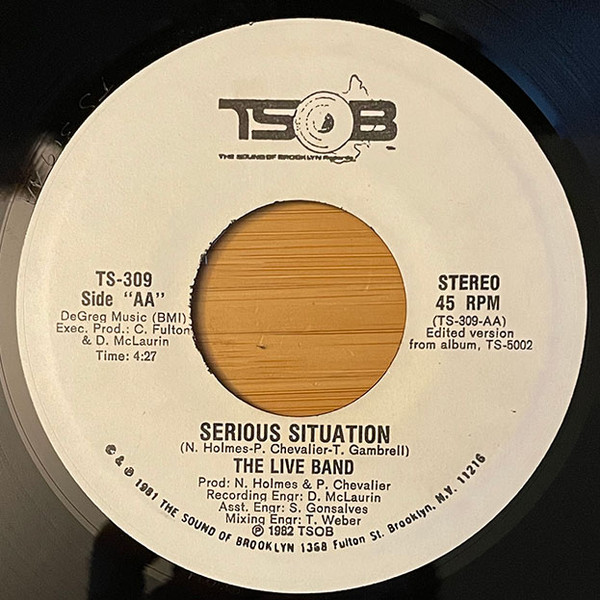 TSOB
THE SOUND OF BROOKLYN Records
TS-309
Side "AA"
DeGreg Music (BMI)
Exec. Prod.: C. Fulton
& D. McLaurin
Time: 4:27
STEREO
45 RPM
(TS-309-AA)
Edited version
from album, TS-5002
SERIOUS SITUATION
(N. Holmes-P. Chevalier-T. Gambrell)
THE LIVE BAND
Prod: N. Holmes & P. Chevalier
Recording Engr: D. McLaurin
Asst. Engr: S. Gonsalves
Mixing Engr: T. Weber
℗ 1982 TSOB
© & ℗ 1981 THE SOUND OF BROOKLYN 1368 Fulton St. Brooklyn, N.Y. 11216